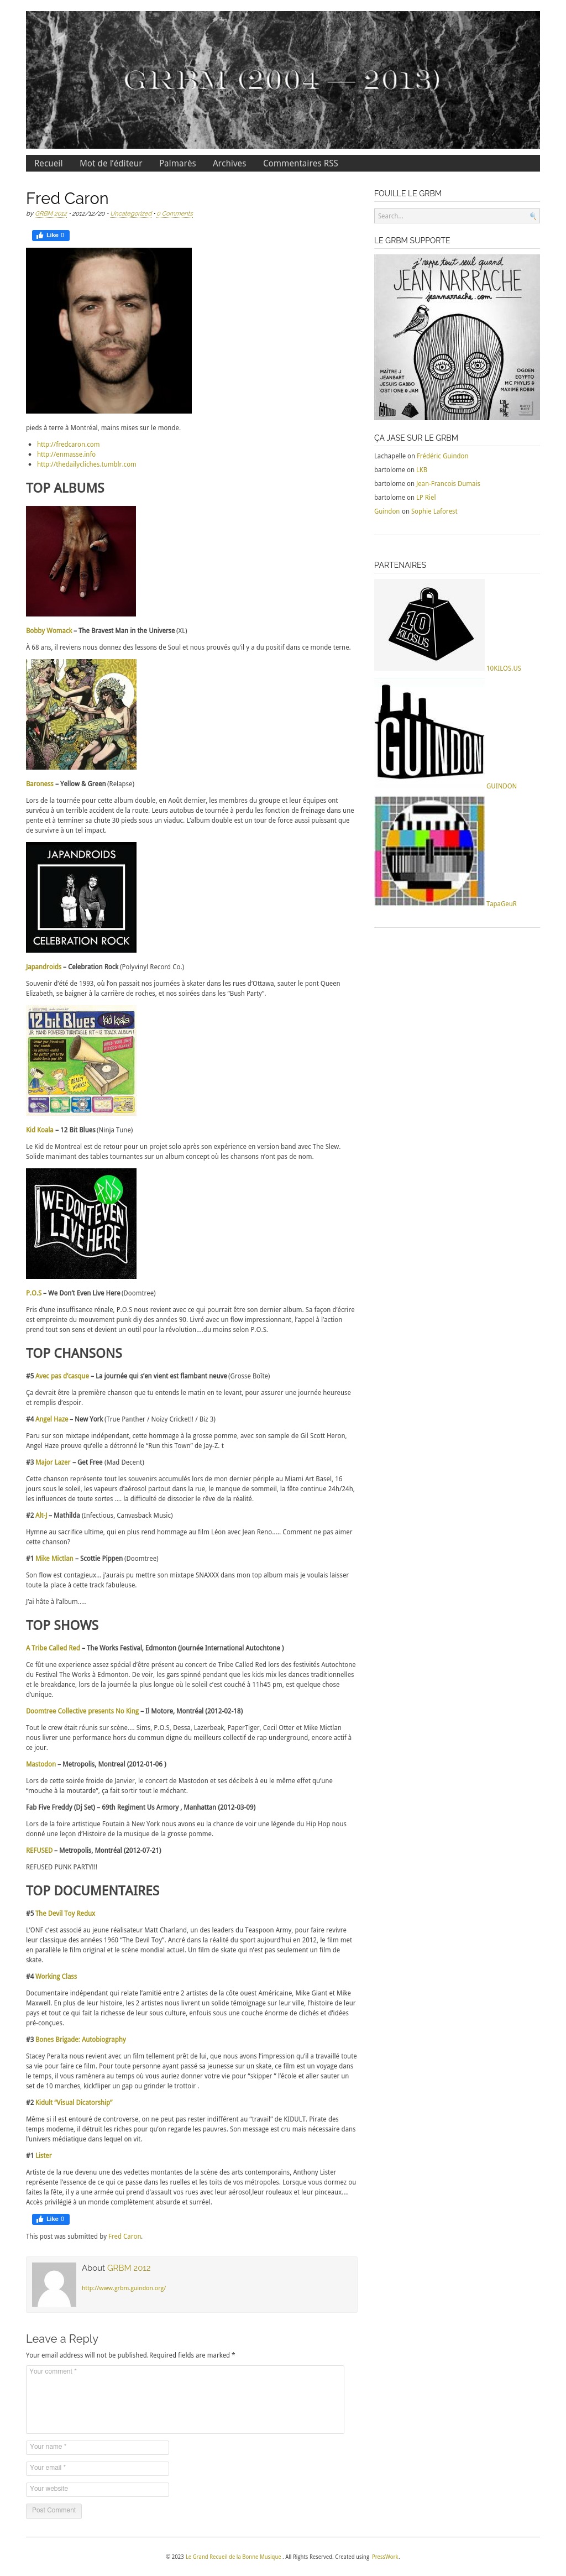 GRBM (2004 — 2013)
Recueil Mot de l'éditeur Palmarès Archives Commentaires RSS
Fred Caron
by GRBM 2012 • 2012/12/20 • Uncategorized • 0 Comments
Like 0
pieds à terre à Montréal, mains mises sur le monde.
http://fredcaron.com
http://enmasse.info
http://thedailycliches.tumblr.com
TOP ALBUMS
Bobby Womack – The Bravest Man in the Universe (XL)
À 68 ans, il reviens nous donnez des lessons de Soul et nous prouvés qu'il y a du positif dans ce monde terne.
Baroness – Yellow & Green (Relapse)
Lors de la tournée pour cette album double, en Août dernier, les membres du groupe et leur équipes ont
survécu à un terrible accident de la route. Leurs autobus de tournée à perdu les fonction de freinage dans une
pente et à terminer sa chute 30 pieds sous un viaduc. L'album double est un tour de force aussi puissant que
de survivre à un tel impact.
JAPANDROIDS
CELEBRATION ROCK
Japandroids – Celebration Rock (Polyvinyl Record Co.)
Souvenir d'été de 1993, où l'on passait nos journées à skater dans les rues d'Ottawa, sauter le pont Queen
Elizabeth, se baigner à la carrière de roches, et nos soirées dans les "Bush Party".
12 bit Blues
kid koala
Kid Koala – 12 Bit Blues (Ninja Tune)
Le Kid de Montreal est de retour pour un projet solo après son expérience en version band avec The Slew.
Solide manimant des tables tournantes sur un album concept où les chansons n'ont pas de nom.
P.O.S
WE DON'T EVEN
LIVE HERE
P.O.S – We Don't Even Live Here (Doomtree)
Pris d'une insuffisance rénale, P.O.S nous revient avec ce qui pourrait être son dernier album. Sa façon d'écrire
est empreinte du mouvement punk diy des années 90. Livré avec un flow impressionnant, l'appel à l'action
prend tout son sens et devient un outil pour la révolution....du moins selon P.O.S.
TOP CHANSONS
#5 Avec pas d'casque – La journée qui s'en vient est flambant neuve (Grosse Boîte)
Ça devrait être la première chanson que tu entends le matin en te levant, pour assurer une journée heureuse
et remplis d'espoir.
#4 Angel Haze – New York (True Panther / Noizy Cricket!! / Biz 3)
Paru sur son mixtape indépendant, cette hommage à la grosse pomme, avec son sample de Gil Scott Heron,
Angel Haze prouve qu'elle a détronné le "Run this Town" de Jay-Z. t
#3 Major Lazer – Get Free (Mad Decent)
Cette chanson représente tout les souvenirs accumulés lors de mon dernier périple au Miami Art Basel, 16
jours sous le soleil, les vapeurs d'aérosol partout dans la rue, le manque de sommeil, la fête continue 24h/24h,
les influences de toute sortes .... la difficulté de dissocier le rêve de la réalité.
#2 Alt-J – Mathilda (Infectious, Canvasback Music)
Hymne au sacrifice ultime, qui en plus rend hommage au film Léon avec Jean Reno..... Comment ne pas aimer
cette chanson?
#1 Mike Mictlan – Scottie Pippen (Doomtree)
Son flow est contagieux... j'aurais pu mettre son mixtape SNAXXX dans mon top album mais je voulais laisser
toute la place à cette track fabuleuse.
J'ai hâte à l'album.....
TOP SHOWS
A Tribe Called Red – The Works Festival, Edmonton (Journée International Autochtone )
Ce fût une experience assez spécial d'être présent au concert de Tribe Called Red lors des festivités Autochtone
du Festival The Works à Edmonton. De voir, les gars spinné pendant que les kids mix les dances traditionnelles
et le breakdance, lors de la journée la plus longue où le soleil c'est couché à 11h45 pm, est quelque chose
d'unique.
Doomtree Collective presents No King – Il Motore, Montréal (2012-02-18)
Tout le crew était réunis sur scène.... Sims, P.O.S, Dessa, Lazerbeak, PaperTiger, Cecil Otter et Mike Mictlan
nous livrer une performance hors du commun digne du meilleurs collectif de rap underground, encore actif à
ce jour.
Mastodon – Metropolis, Montreal (2012-01-06 )
Lors de cette soirée froide de Janvier, le concert de Mastodon et ses décibels à eu le même effet qu'une
"mouche à la moutarde", ça fait sortir tout le méchant.
Fab Five Freddy (Dj Set) – 69th Regiment Us Armory , Manhattan (2012-03-09)
Lors de la foire artistique Foutain à New York nous avons eu la chance de voir une légende du Hip Hop nous
donné une leçon d'Histoire de la musique de la grosse pomme.
REFUSED – Metropolis, Montréal (2012-07-21)
REFUSED PUNK PARTY!!!
TOP DOCUMENTAIRES
#5 The Devil Toy Redux
L'ONF c'est associé au jeune réalisateur Matt Charland, un des leaders du Teaspoon Army, pour faire revivre
leur classique des années 1960 "The Devil Toy". Ancré dans la réalité du sport aujourd'hui en 2012, le film met
en parallèle le film original et le scène mondial actuel. Un film de skate qui n'est pas seulement un film de
skate.
#4 Working Class
Documentaire indépendant qui relate l'amitié entre 2 artistes de la côte ouest Américaine, Mike Giant et Mike
Maxwell. En plus de leur histoire, les 2 artistes nous livrent un solide témoignage sur leur ville, l'histoire de leur
pays et tout ce qui fait la richesse de leur sous culture, enfouis sous une couche énorme de clichés et d'idées
pré-conçues.
#3 Bones Brigade: Autobiography
Stacey Peralta nous revient avec un film tellement prêt de lui, que nous avons l'impression qu'il a travaillé toute
sa vie pour faire ce film. Pour toute personne ayant passé sa jeunesse sur un skate, ce film est un voyage dans
le temps, il vous ramènera au temps où vous auriez donner votre vie pour "skipper " l'école et aller sauter un
set de 10 marches, kickfliper un gap ou grinder le trottoir .
#2 Kidult "Visual Dicatorship"
Même si il est entouré de controverse, on ne peut pas rester indifférent au "travail" de KIDULT. Pirate des
temps moderne, il détruit les riches pour qu'on regarde les pauvres. Son message est cru mais nécessaire dans
l'univers médiatique dans lequel on vit.
#1 Lister
Artiste de la rue devenu une des vedettes montantes de la scène des arts contemporains, Anthony Lister
représente l'essence de ce qui ce passe dans les ruelles et les toits de vos métropoles. Lorsque vous dormez ou
faites la fête, il y a une armée qui prend d'assault vos rues avec leur aérosol,leur rouleaux et leur pinceaux....
Accès privilégié à un monde complètement absurde et surréel.
Like 0
This post was submitted by Fred Caron.
About GRBM 2012
http://www.grbm.guindon.org/
Leave a Reply
Your email address will not be published.Required fields are marked *
Your comment *
Your name *
Your email *
Your website
Post Comment
FOUILLE LE GRBM
Search...
LE GRBM SUPPORTE
j'rappe tout seul quand
JEAN NARRACHE
jeannarrache.com
MAÎTRE J
JEANBART
JESUIS GABBO
OSTI ONE & JAM
OGDEN
EGYPTO
MC PHYLIS &
MAXIME ROBIN
ÇA JASE SUR LE GRBM
Lachapelle on Frédéric Guindon
bartolome on LKB
bartolome on Jean-Francois Dumais
bartolome on LP Riel
Guindon on Sophie Laforest
PARTENAIRES
10
KILOS.US
10KILOS.US
GUINDON
GUINDON
TapaGeuR
© 2023 Le Grand Recueil de la Bonne Musique . All Rights Reserved. Created using PressWork.